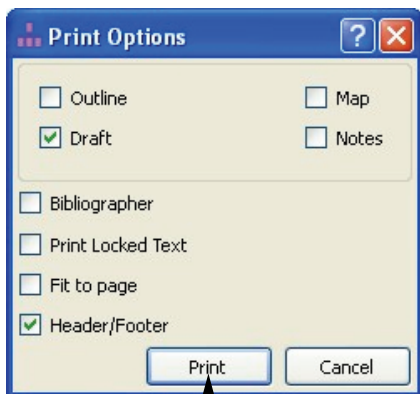 Print Options
Outline Map
Draft Notes
Bibliographer
Print Locked Text
Fit to page
Header/Footer
Print Cancel